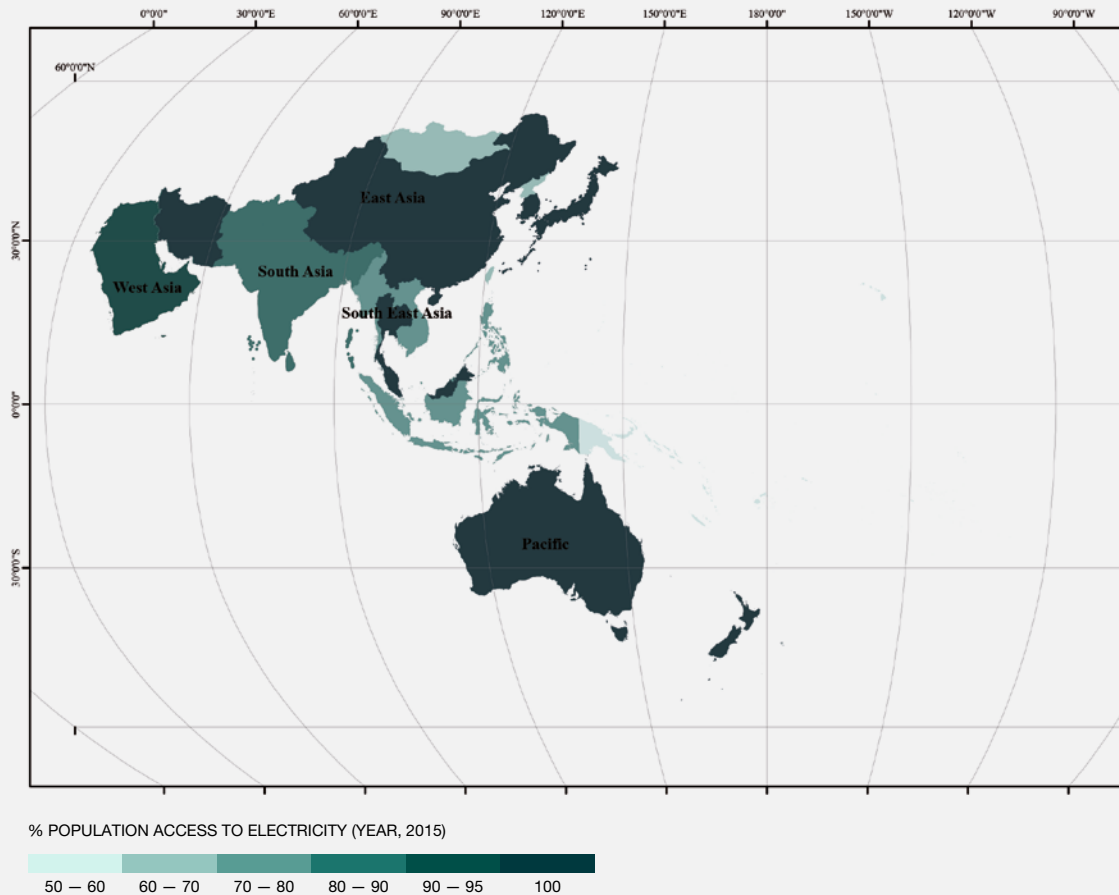 0°0'0" 30°0'0"E 60°0'0"E 90°0'0"E 120°0'0"E 150°0'0"E 180°0'0" 150°0'0"W 120°0'0"W 90°0'0"W
60°0'0"N
East Asia
30°0'0"N
South Asia
West Asia
South East Asia
0°0'0"
Pacific
30°0'0"S
% POPULATION ACCESS TO ELECTRICITY (YEAR, 2015)
50 — 60 60 — 70 70 — 80 80 — 90 90 — 95 100